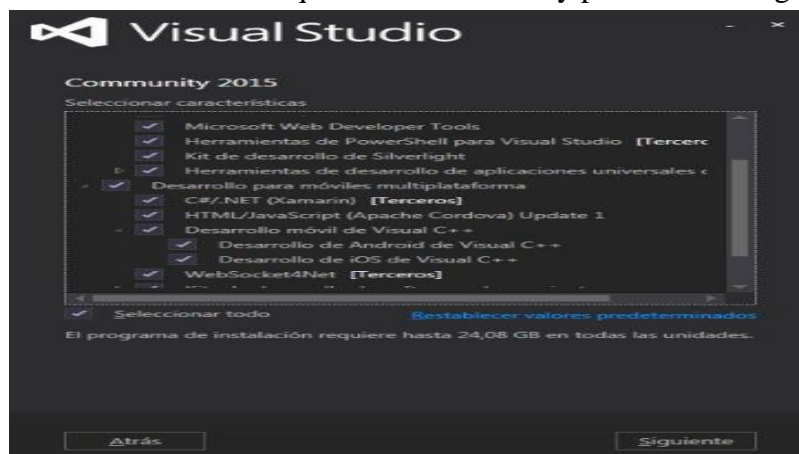 Visual Studio
Community 2015
Seleccionar características
Microsoft Web Developer Tools
Herramientas de PowerShell para Visual Studio [Tercerc
Kit de desarrollo de Silverlight
Herramientas de desarrollo de aplicaciones universales c
Desarrollo para móviles multiplataforma
C#/.NET (Xamarin) [Terceros]
HTML/JavaScript (Apache Cordova) Update 1
Desarrollo móvil de Visual C++
Desarrollo de Android de Visual C++
Desarrollo de iOS de Visual C++
WebSocket4Net [Terceros]
Seleccionar todo
Restablecer valores predeterminados
El programa de instalación requiere hasta 24,08 GB en todas las unidades.
Atrás
Siguiente